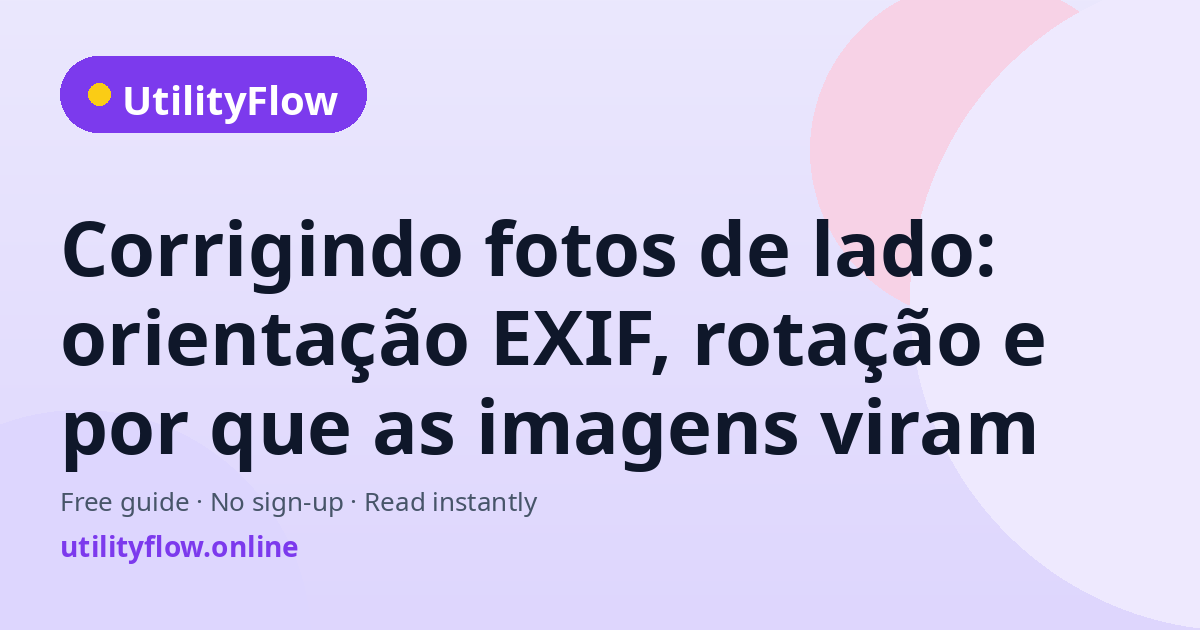 UtilityFlow
Corrigindo fotos de lado:
orientação EXIF, rotação e
por que as imagens viram
Free guide · No sign-up · Read instantly
utilityflow.online